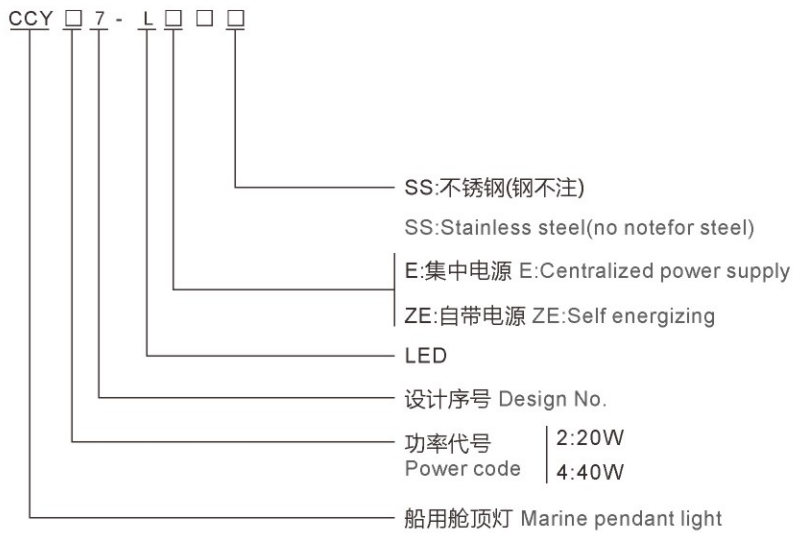 CCY□7-L□□□
SS:不锈钢(钢不注)
SS:Stainless steel(no notefor steel)
E:集中电源 E:Centralized power supply
ZE:自带电源 ZE:Self energizing
LED
设计序号 Design No.
功率代号
Power code
2:20W
4:40W
船用舱顶灯 Marine pendant light